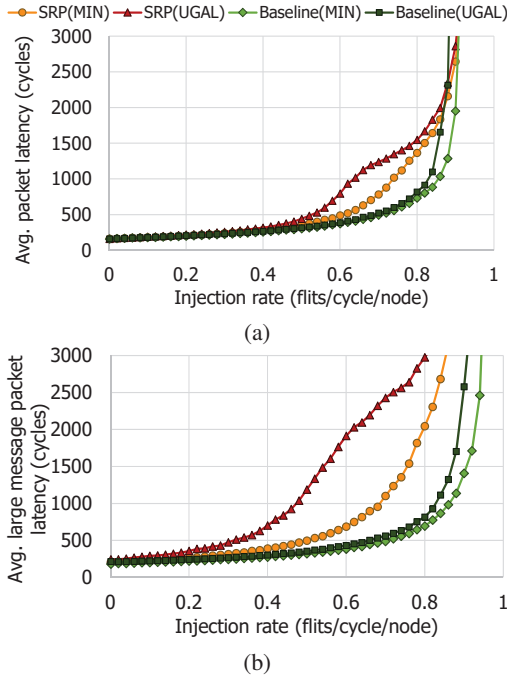 SRP(MIN) SRP(UGAL) Baseline(MIN) Baseline(UGAL)
Avg. packet latency (cycles)
3000
2500
2000
1500
1000
500
0
0 0.2 0.4 0.6 0.8 1
Injection rate (flits/cycle/node)
(a)
Avg. large message packet
latency (cycles)
3000
2500
2000
1500
1000
500
0
0 0.2 0.4 0.6 0.8 1
Injection rate (flits/cycle/node)
(b)